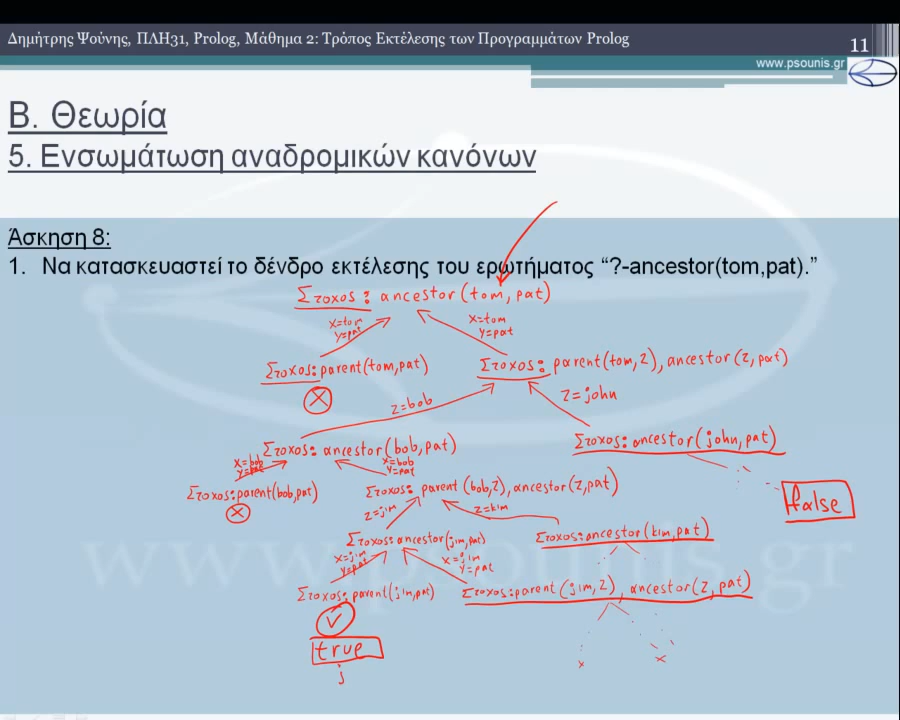 Δημήτρης Ψούνης, ΠΛΗ31, Prolog, Μάθημα 2: Τρόπος Εκτέλεσης των Προγραμμάτων Prolog
11
www.psounis.gr
Β. Θεωρία
5. Ενσωμάτωση αναδρομικών κανόνων
Άσκηση 8:
1. Να κατασκευαστεί το δένδρο εκτέλεσης του ερωτήματος “?-ancestor(tom,pat).”
Στοχος: ancestor(tom, pat)
x=tom
y=pat
x=tom
y=pat
Στοχος: parent(tom,pat)
Στοχος: parent(tom,z), ancestor(z,pat)
z=bob
z=john
Στοχος: ancestor(bob,pat)
Στοχος: ancestor(john,pat)
x=bob
y=pat
x=bob
y=pat
Στοχος: parent(bob,pat)
Στοχος: parent(bob,z), ancestor(z,pat)
false
z=jim
z=kim
Στοχος: ancestor(jim,pat)
Στοχος: ancestor(kim,pat)
x=jim
y=pat
x=jim
y=pat
Στοχος: parent(jim,pat)
Στοχος: parent(jim,z), ancestor(z,pat)
true
;
www.psounis.gr